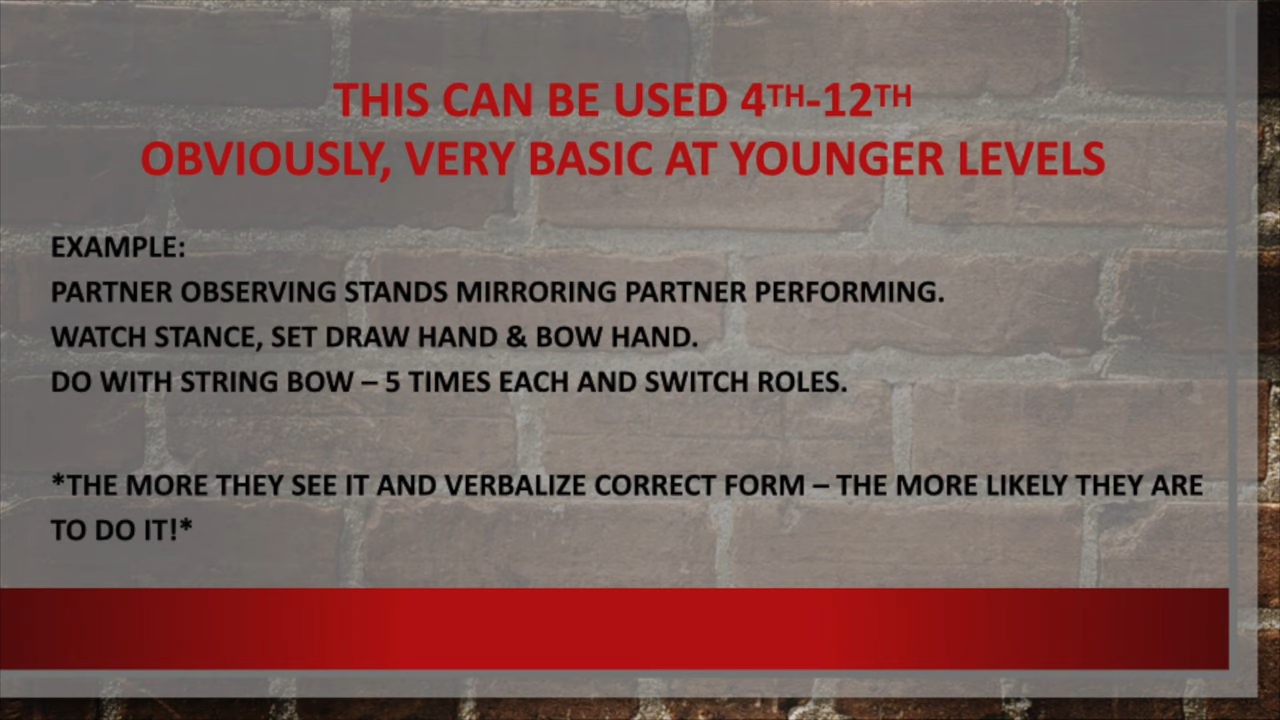 THIS CAN BE USED 4TH-12TH
OBVIOUSLY, VERY BASIC AT YOUNGER LEVELS
EXAMPLE:
PARTNER OBSERVING STANDS MIRRORING PARTNER PERFORMING.
WATCH STANCE, SET DRAW HAND & BOW HAND.
DO WITH STRING BOW – 5 TIMES EACH AND SWITCH ROLES.
*THE MORE THEY SEE IT AND VERBALIZE CORRECT FORM – THE MORE LIKELY THEY ARE
TO DO IT!*